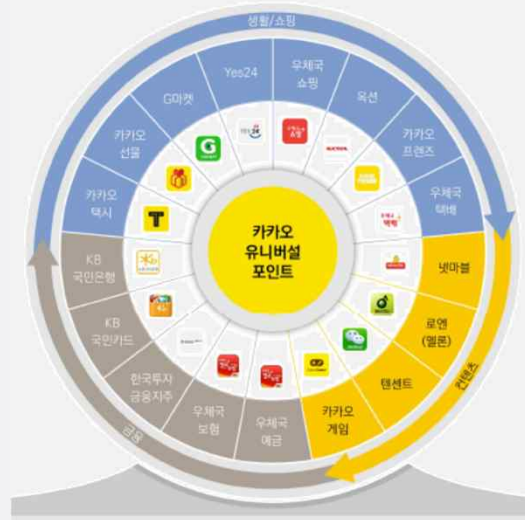 생활/쇼핑
카카오
택시
카카오
선물
G마켓
Yes24
우체국
쇼핑
옥션
카카오
프렌즈
우체국
택배
넷마블
로엔
(멜론)
텐센트
카카오
게임
컨텐츠
우체국
예금
우체국
보험
한국투자
금융지주
KB
국민카드
KB
국민은행
금융
카카오
유니버설
포인트
T
G